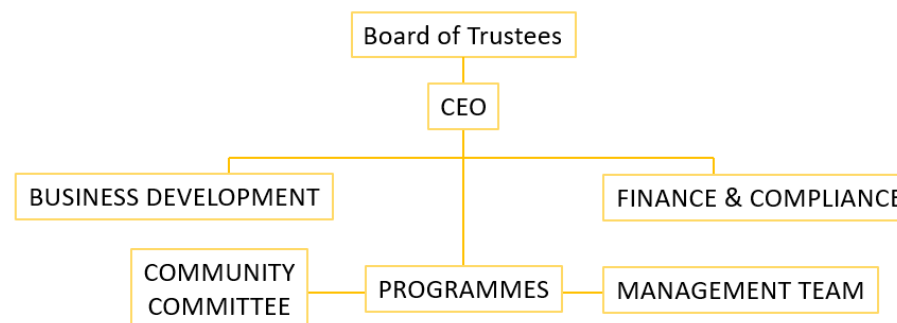 Board of Trustees
CEO
BUSINESS DEVELOPMENT
FINANCE & COMPLIANCE
COMMUNITY
COMMITTEE
PROGRAMMES
MANAGEMENT TEAM